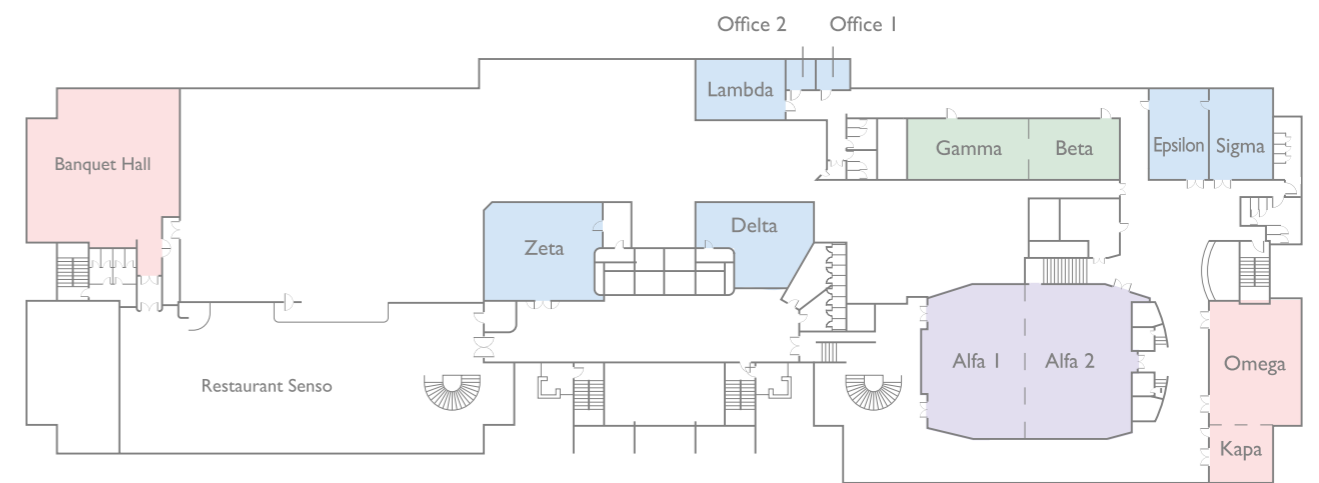 Office 2
Office 1
Lambda
Banquet Hall
Gamma
Beta
Epsilon
Sigma
Zeta
Delta
Restaurant Senso
Alfa 1
Alfa 2
Omega
Kapa